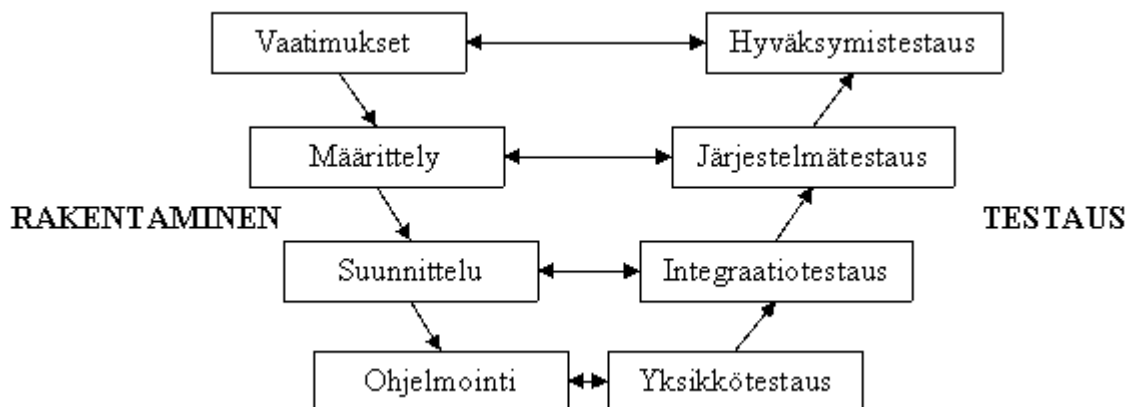 Vaatimukset
Hyväksymistestaus
Määrittely
Järjestelmätestaus
RAKENTAMINEN
TESTAUS
Suunnittelu
Integraatiotestaus
Ohjelmointi
Yksikkötestaus